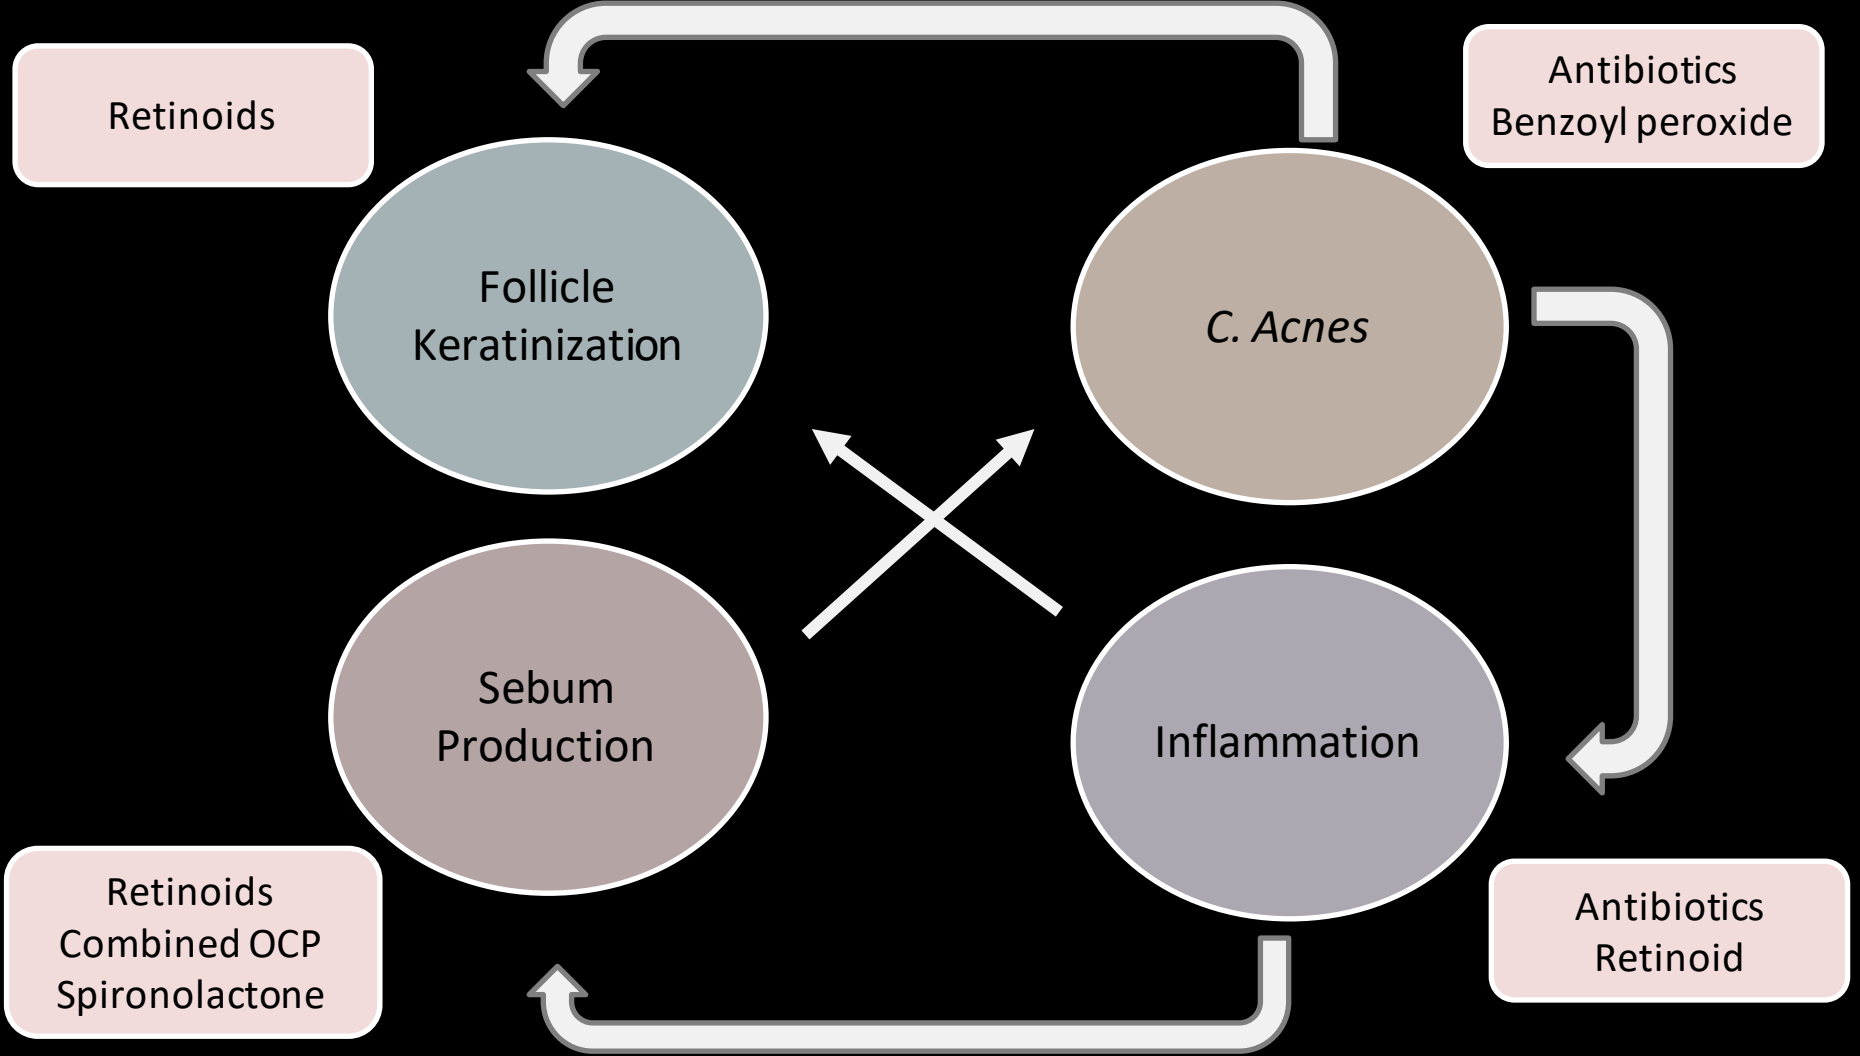 Retinoids
Antibiotics
Benzoyl peroxide
Follicle
Keratinization
C. Acnes
Sebum
Production
Inflammation
Retinoids
Combined OCP
Spironolactone
Antibiotics
Retinoid